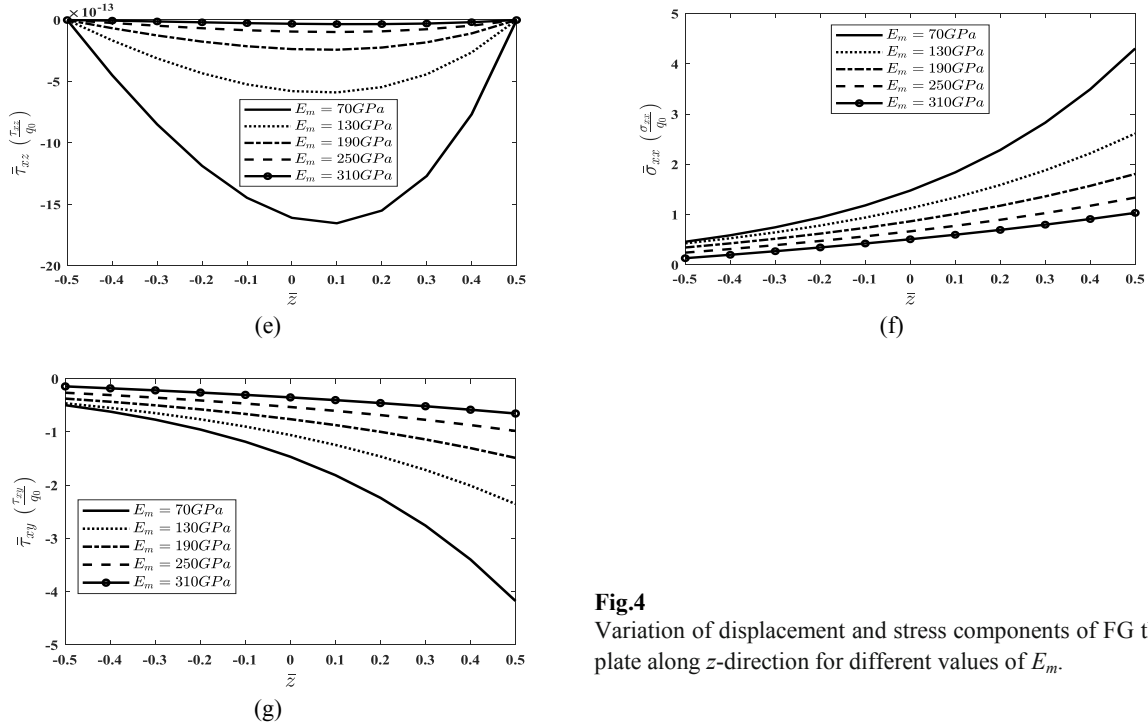 ×10⁻¹³
0
-5
-10
-15
-20
τ̄xz (τxz/q0)
Em = 70GPa
Em = 130GPa
Em = 190GPa
Em = 250GPa
Em = 310GPa
-0.5 -0.4 -0.3 -0.2 -0.1 0 0.1 0.2 0.3 0.4 0.5
z̄
(e)
5
4
3
2
1
0
σ̄xx (σxx/q0)
Em = 70GPa
Em = 130GPa
Em = 190GPa
Em = 250GPa
Em = 310GPa
-0.5 -0.4 -0.3 -0.2 -0.1 0 0.1 0.2 0.3 0.4 0.5
z̄
(f)
0
-1
-2
-3
-4
-5
τ̄xy (τxy/q0)
Em = 70GPa
Em = 130GPa
Em = 190GPa
Em = 250GPa
Em = 310GPa
-0.5 -0.4 -0.3 -0.2 -0.1 0 0.1 0.2 0.3 0.4 0.5
z̄
(g)
Fig.4
Variation of displacement and stress components of FG t
plate along z-direction for different values of Em.